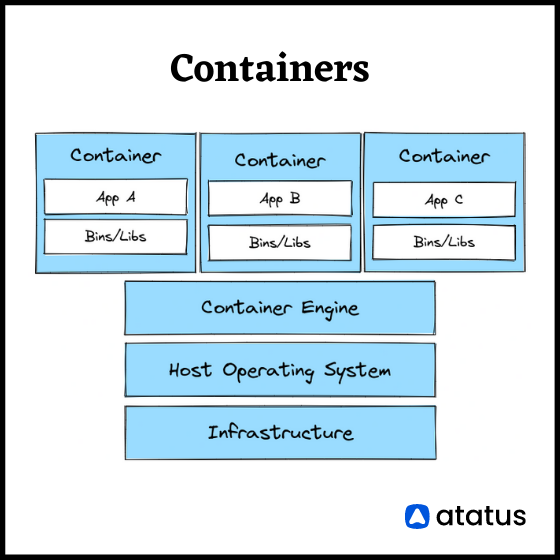 Containers
Container
App A
Bins/Libs
Container
App B
Bins/Libs
Container
App C
Bins/Libs
Container Engine
Host Operating System
Infrastructure
atatus